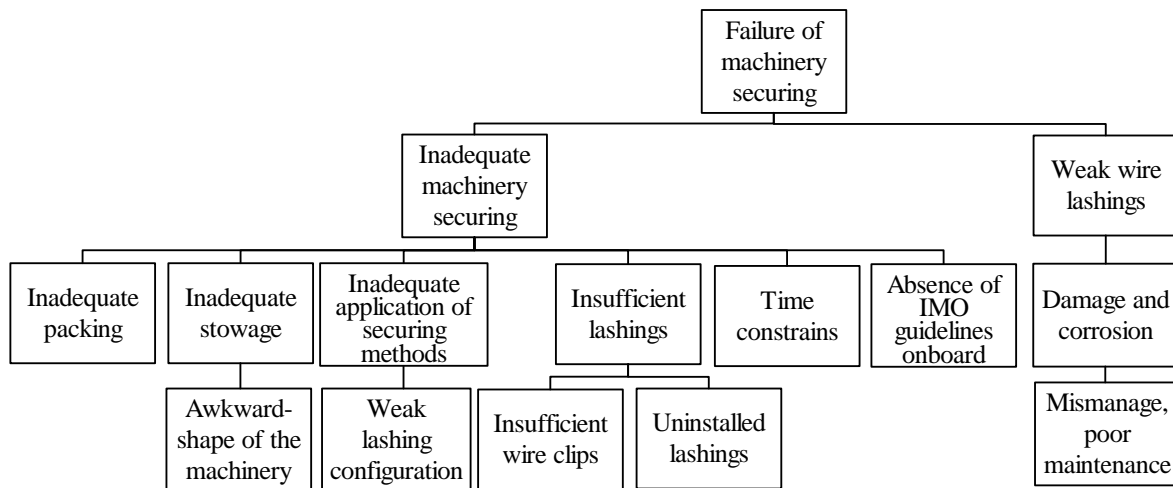 Failure of
machinery
securing
Inadequate
machinery
securing
Weak wire
lashings
Inadequate
packing
Inadequate
stowage
Inadequate
application of
securing
methods
Insufficient
lashings
Time
constrains
Absence of
IMO
guidelines
onboard
Damage and
corrosion
Awkward-
shape of the
machinery
Weak
lashing
configuration
Insufficient
wire clips
Uninstalled
lashings
Mismanage,
poor
maintenance